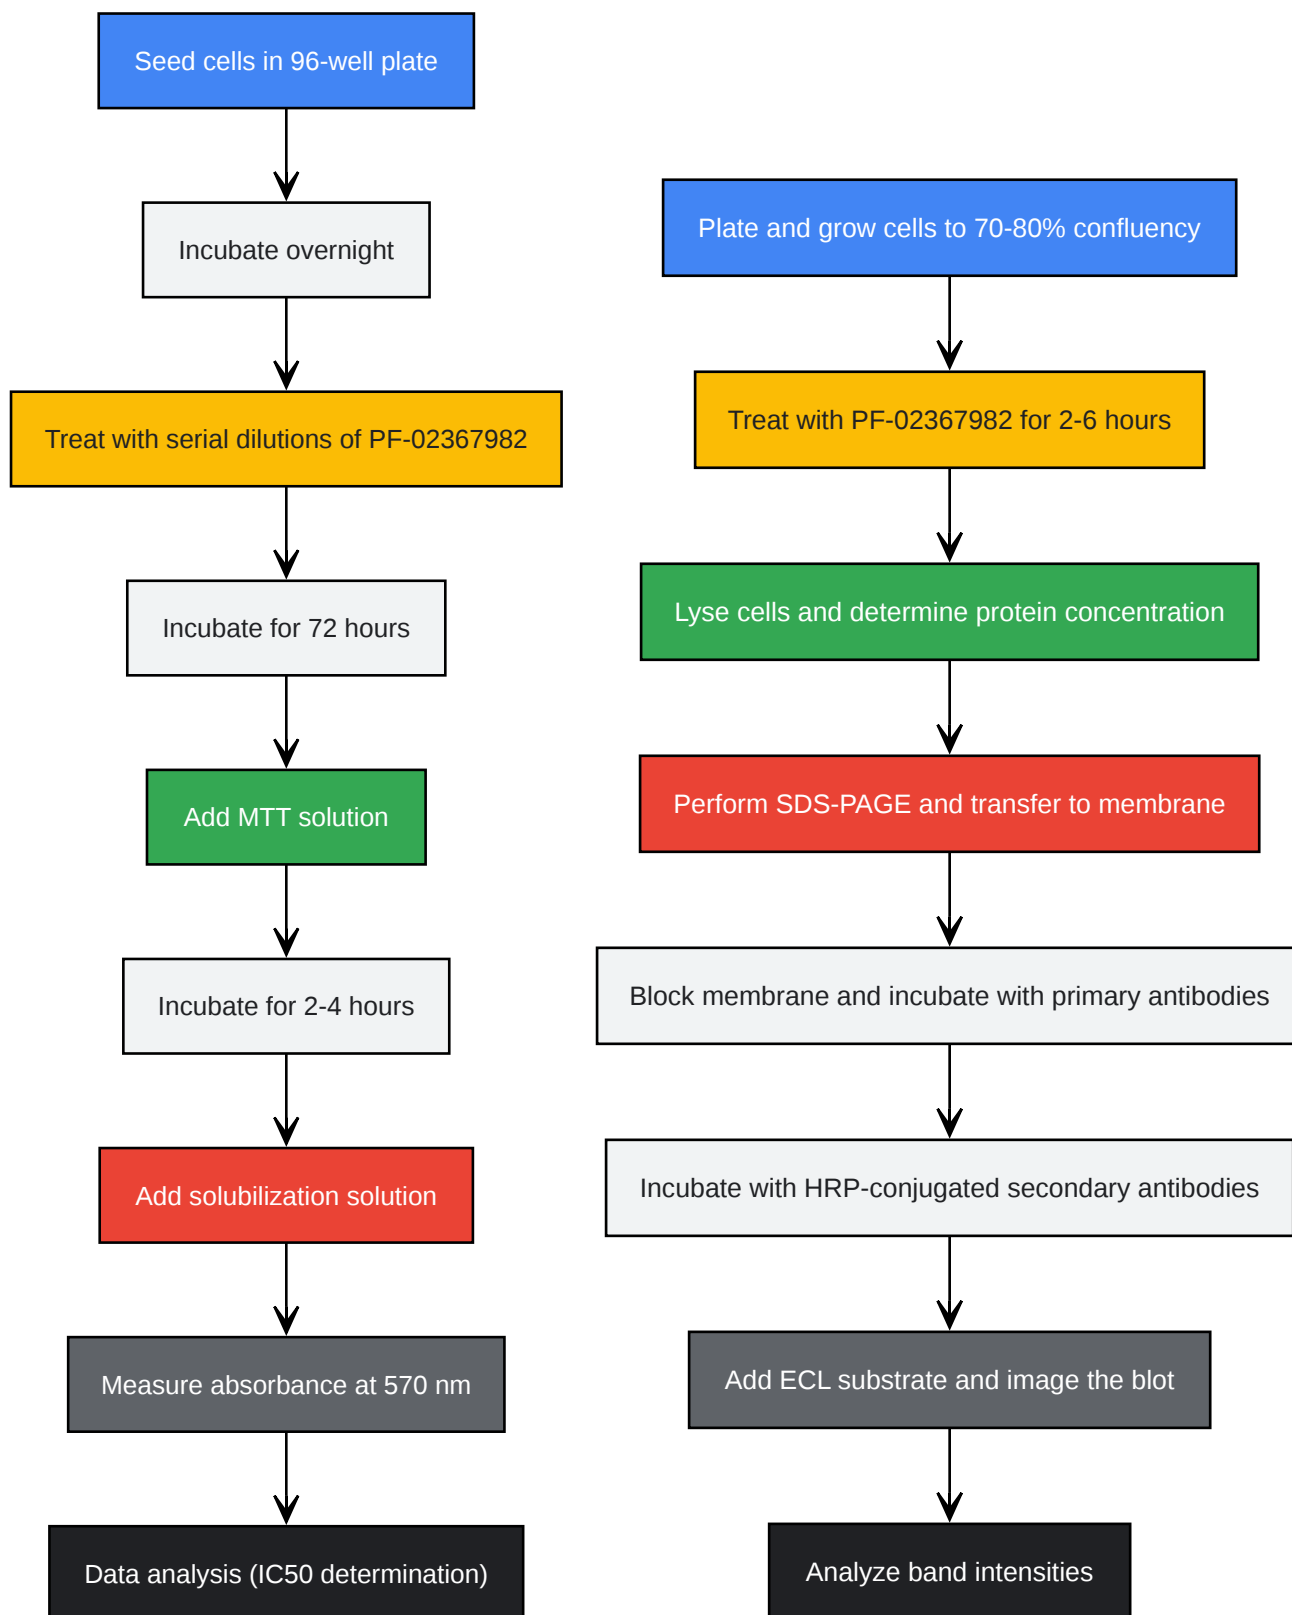 Seed cells in 96-well plate
Incubate overnight
Treat with serial dilutions of PF-02367982
Incubate for 72 hours
Add MTT solution
Incubate for 2-4 hours
Add solubilization solution
Measure absorbance at 570 nm
Data analysis (IC50 determination)
Plate and grow cells to 70-80% confluency
Treat with PF-02367982 for 2-6 hours
Lyse cells and determine protein concentration
Perform SDS-PAGE and transfer to membrane
Block membrane and incubate with primary antibodies
Incubate with HRP-conjugated secondary antibodies
Add ECL substrate and image the blot
Analyze band intensities